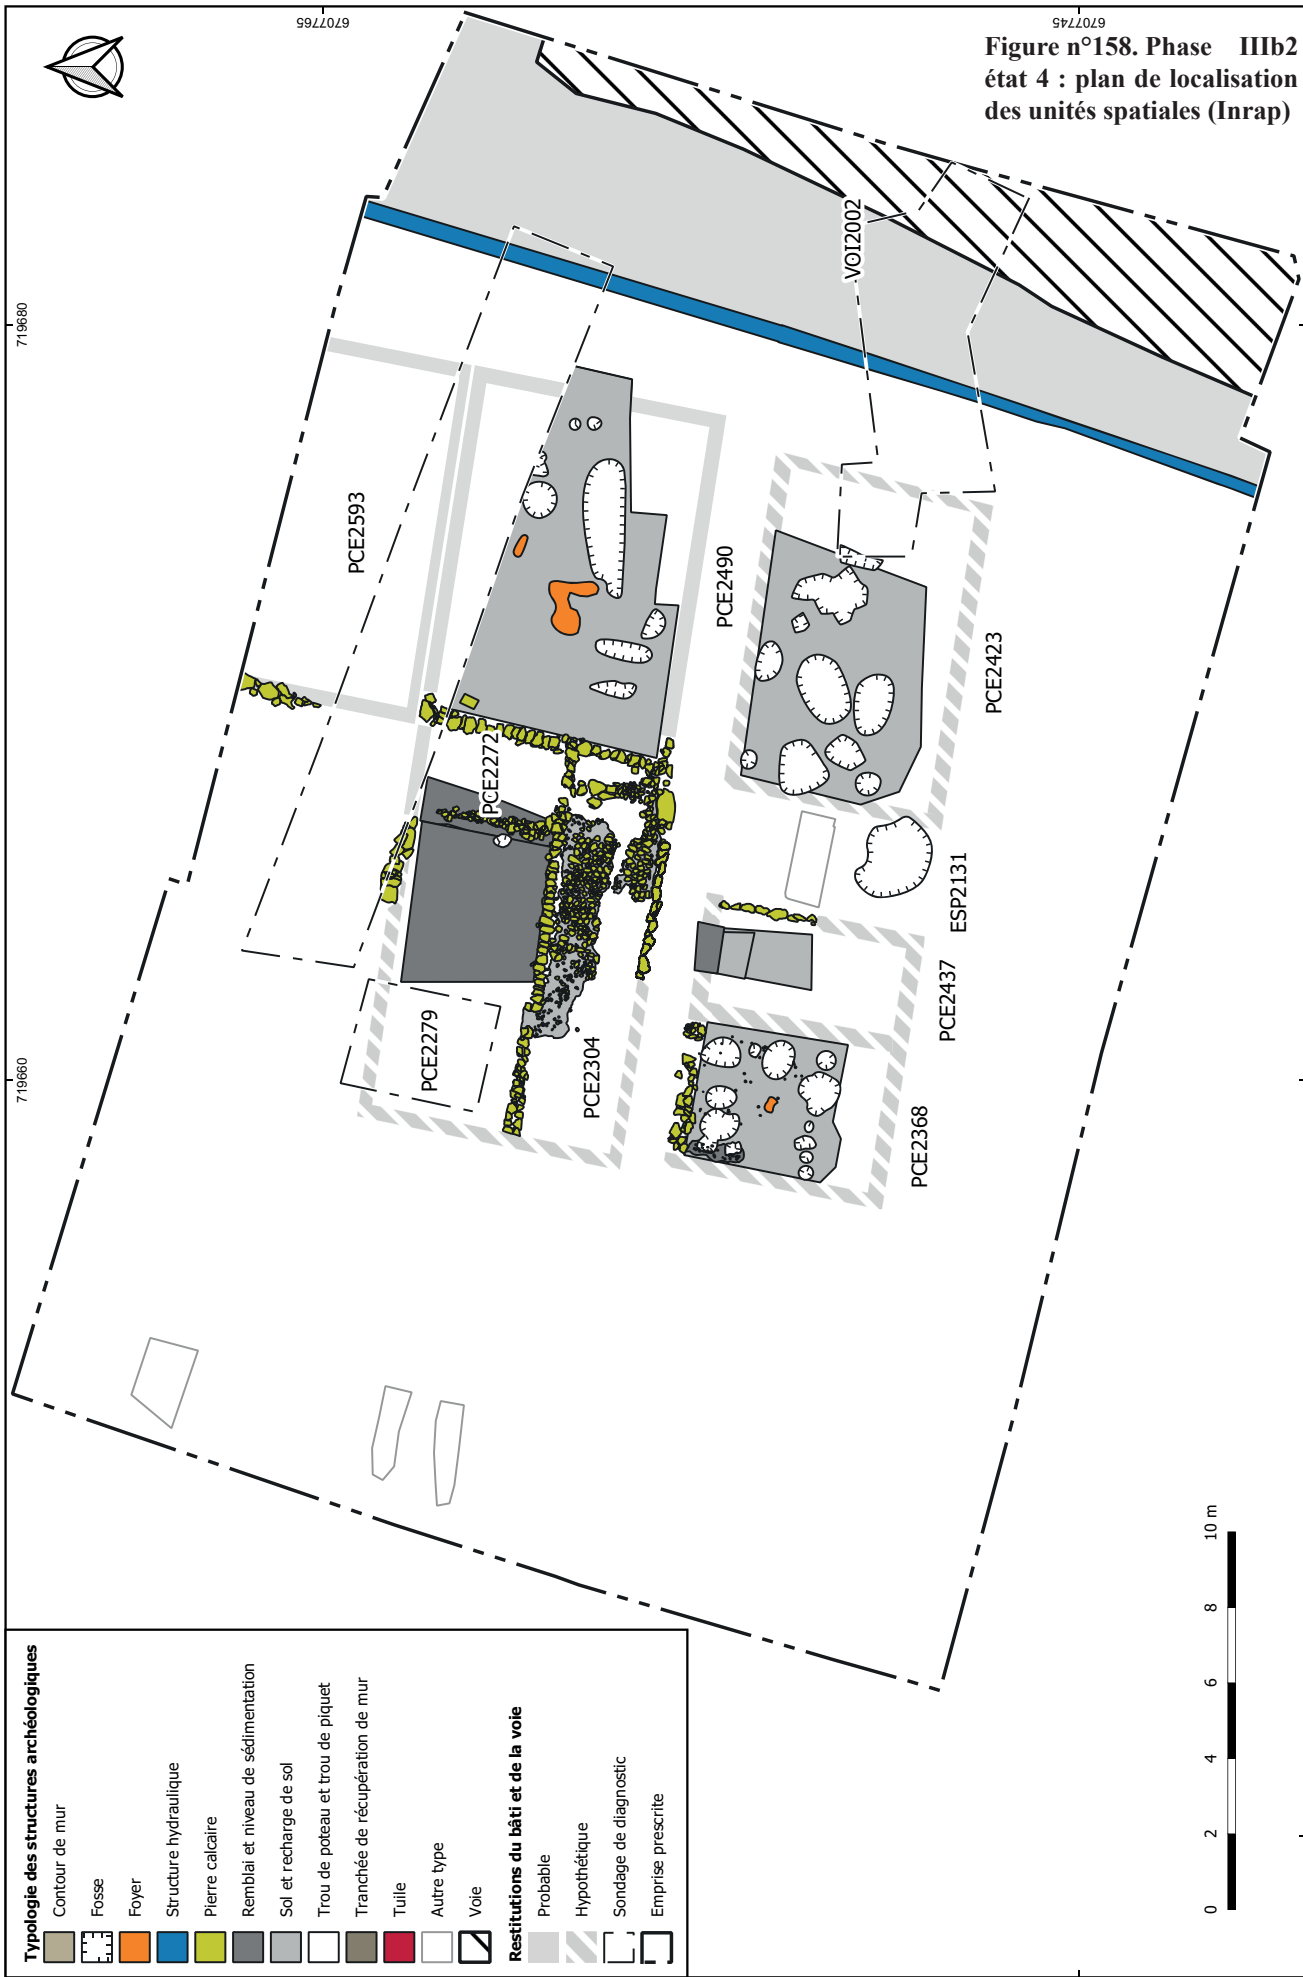 Figure n°158. Phase IIIb2
état 4 : plan de localisation
des unités spatiales (Inrap)
6707765
6707745
719680
719660
VOI2002
PCE2593
PCE2490
PCE2423
PCE2272
ESP2131
PCE2437
PCE2279
PCE2304
PCE2368
Typologie des structures archéologiques
Contour de mur
Fosse
Foyer
Structure hydraulique
Pierre calcaire
Remblai et niveau de sédimentation
Sol et recharge de sol
Trou de poteau et trou de piquet
Tranchée de récupération de mur
Tuile
Autre type
Voie
Restitutions du bâti et de la voie
Probable
Hypothétique
Sondage de diagnostic
Emprise prescrite
0 2 4 6 8 10 m